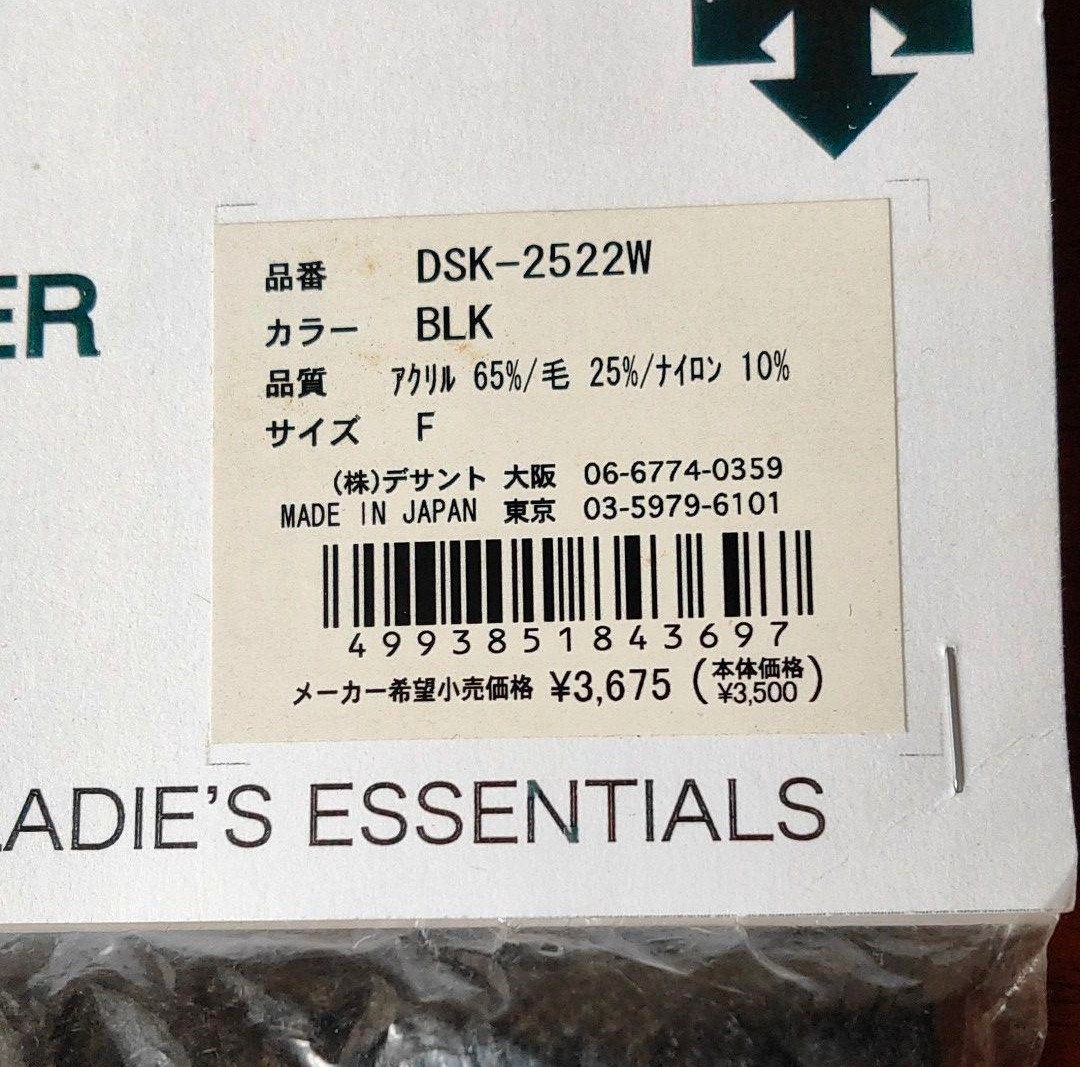 ER
品番 DSK-2522W
カラー BLK
品質 アクリル 65%/毛 25%/ナイロン 10%
サイズ F
(株)デサント 大阪 06-6774-0359
MADE IN JAPAN 東京 03-5979-6101
4993851843697
メーカー希望小売価格 ¥3,675 (本体価格 ¥3,500)
LADIE'S ESSENTIALS